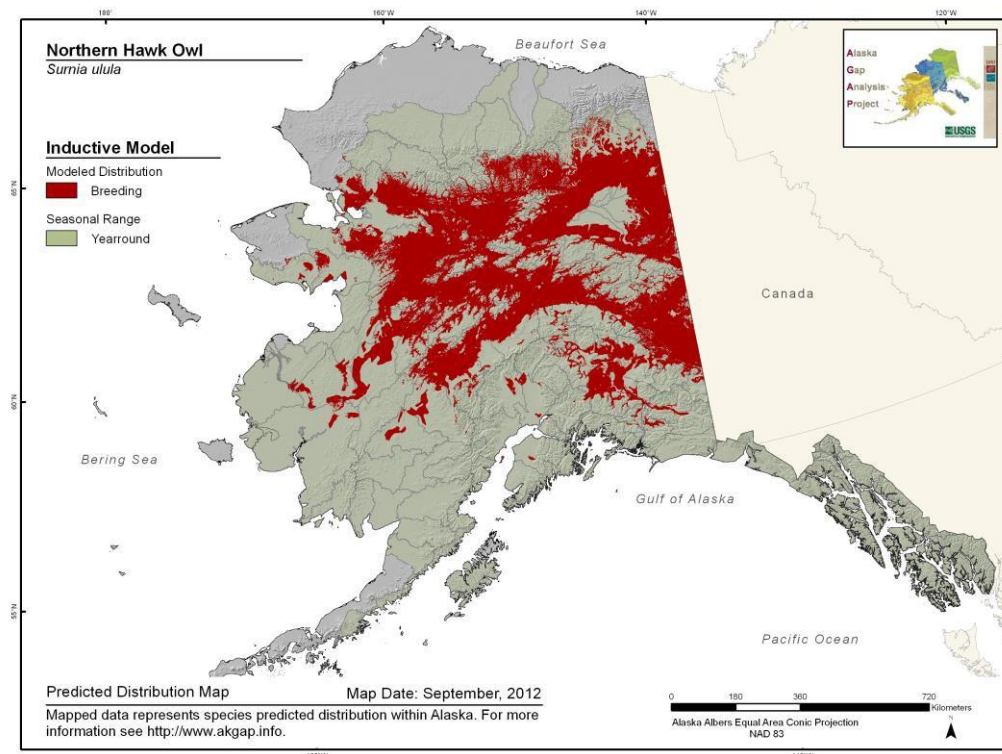 180°
160°W
140°W
120°W
Northern Hawk Owl
Surnia ulula
Beaufort Sea
Alaska
Gap
Analysis
Project
USGS
Inductive Model
Modeled Distribution
Breeding
Seasonal Range
Yearround
65°N
Canada
60°N
Bering Sea
Gulf of Alaska
55°N
Pacific Ocean
Predicted Distribution Map
Map Date: September, 2012
Mapped data represents species predicted distribution within Alaska. For more
information see http://www.akgap.info.
0 180 360 720
Kilometers
Alaska Albers Equal Area Conic Projection
NAD 83
N